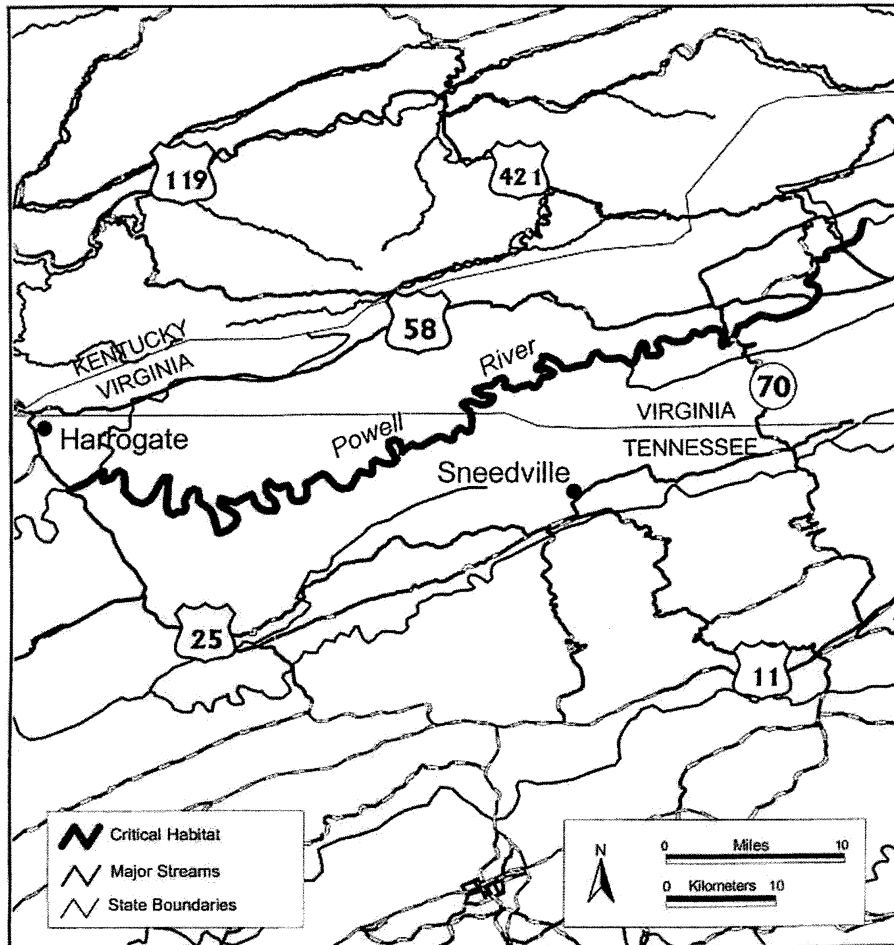 119
421
58
KENTUCKY
VIRGINIA
River
Powell
70
VIRGINIA
TENNESSEE
Harrogate
Sneedville
25
11
Critical Habitat
Major Streams
State Boundaries
N
0 Miles 10
0 Kilometers 10